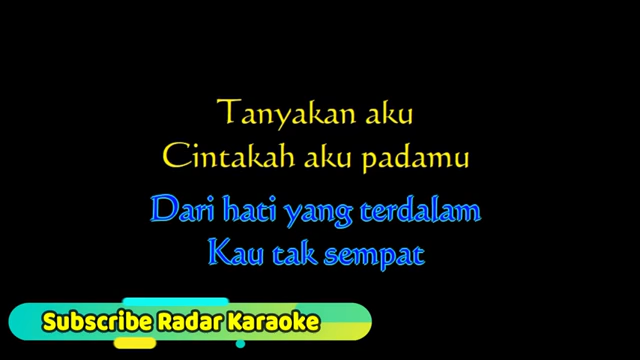 Tanyakan aku
Cintakah aku padamu
Dari hati yang terdalam
Kau tak sempat
Subscribe Radar Karaoke